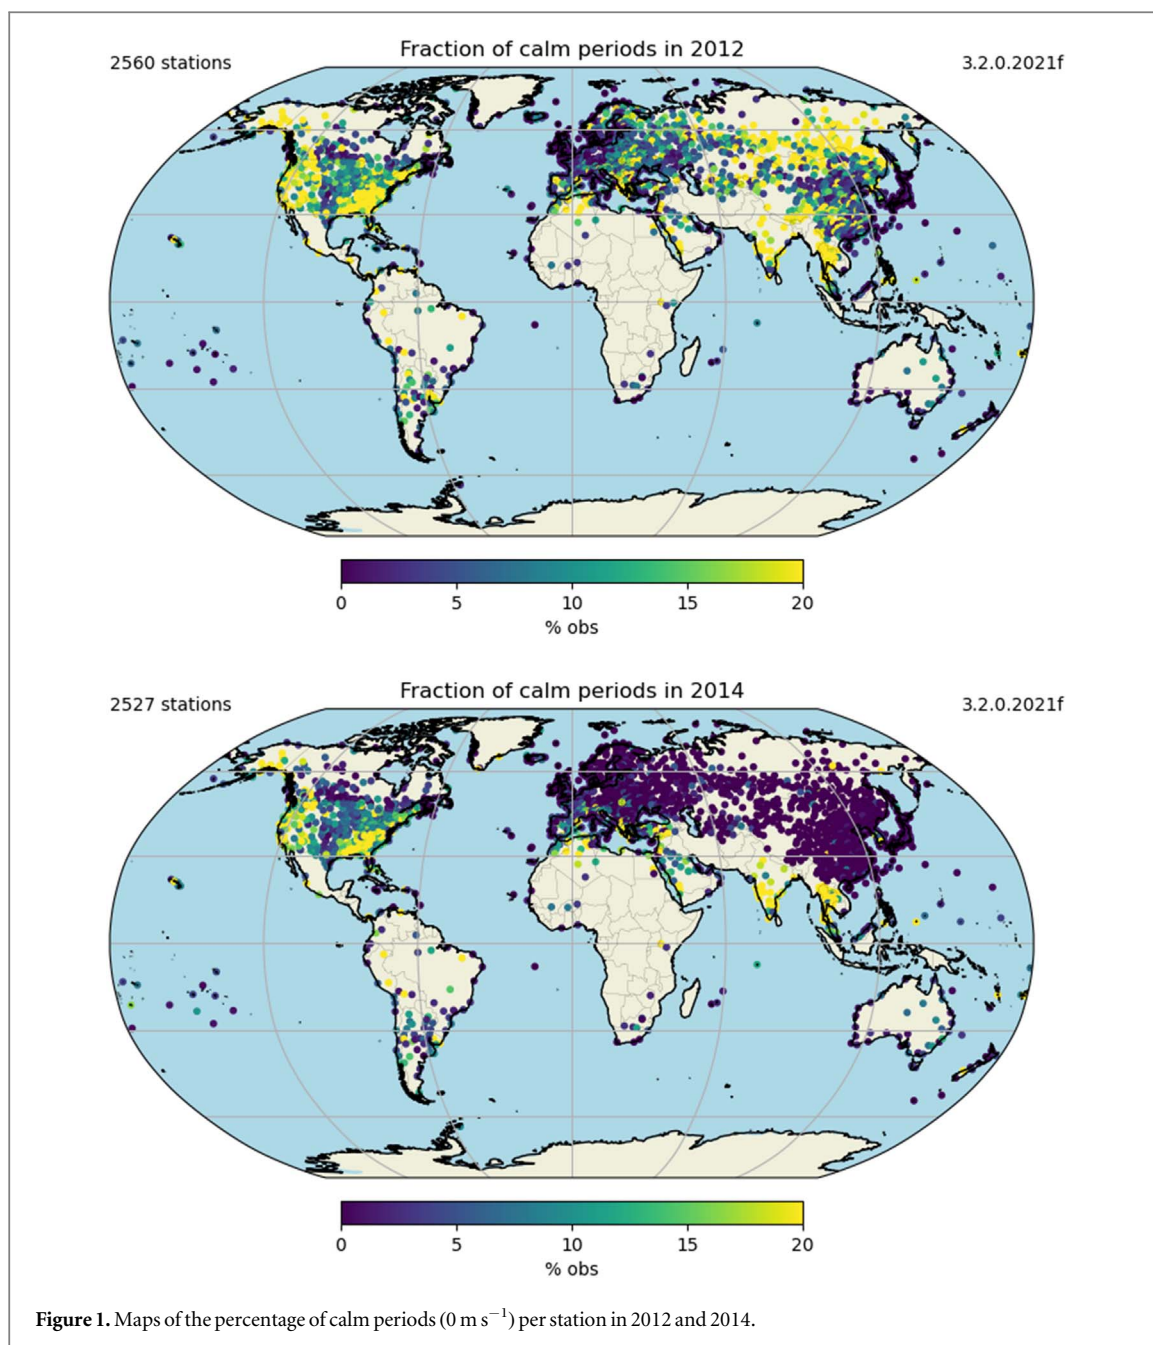 Fraction of calm periods in 2012
2560 stations
3.2.0.2021f
0 5 10 15 20
% obs
Fraction of calm periods in 2014
2527 stations
3.2.0.2021f
0 5 10 15 20
% obs
Figure 1. Maps of the percentage of calm periods (0 m s⁻¹) per station in 2012 and 2014.